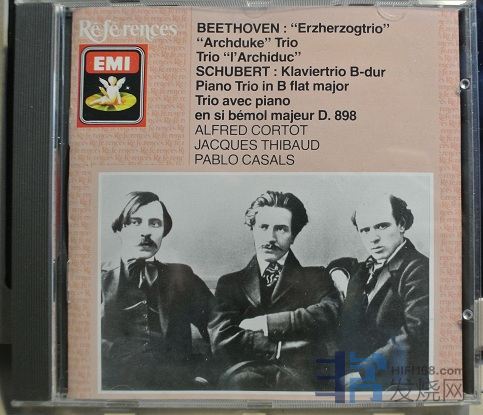 Références
EMI
BEETHOVEN : “Erzherzogtrio”
“Archduke” Trio
Trio “l’Archiduc”
SCHUBERT : Klaviertrio B-dur
Piano Trio in B flat major
Trio avec piano
en si bémol majeur D. 898
ALFRED CORTOT
JACQUES THIBAUD
PABLO CASALS
HIFI168.com
发烧网